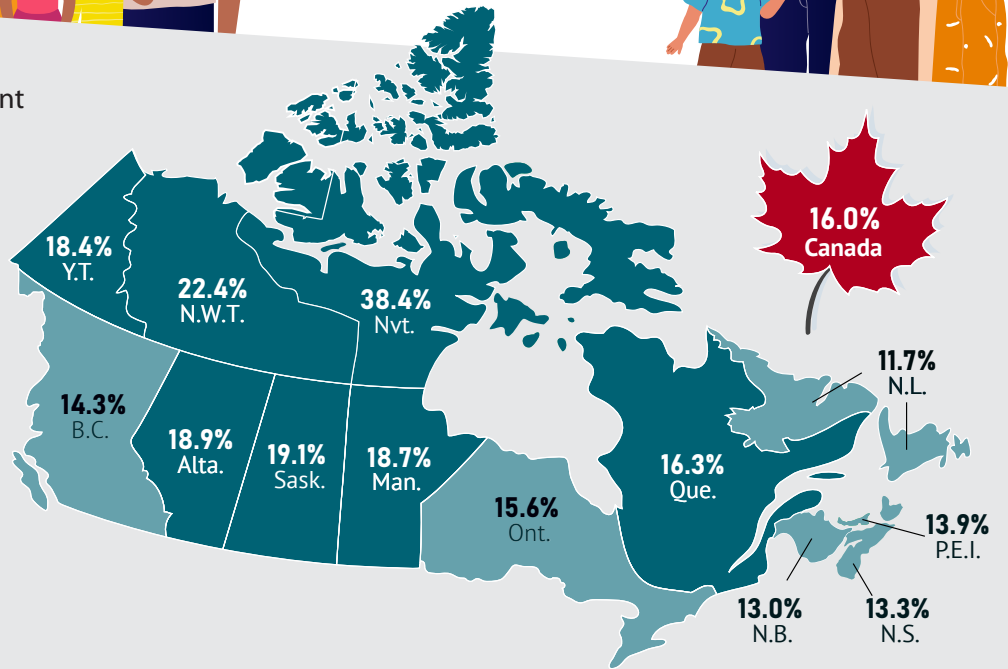 16.0%
Canada
18.4%
Y.T.
22.4%
N.W.T.
38.4%
Nvt.
14.3%
B.C.
18.9%
Alta.
19.1%
Sask.
18.7%
Man.
15.6%
Ont.
16.3%
Que.
11.7%
N.L.
13.9%
P.E.I.
13.0%
N.B.
13.3%
N.S.